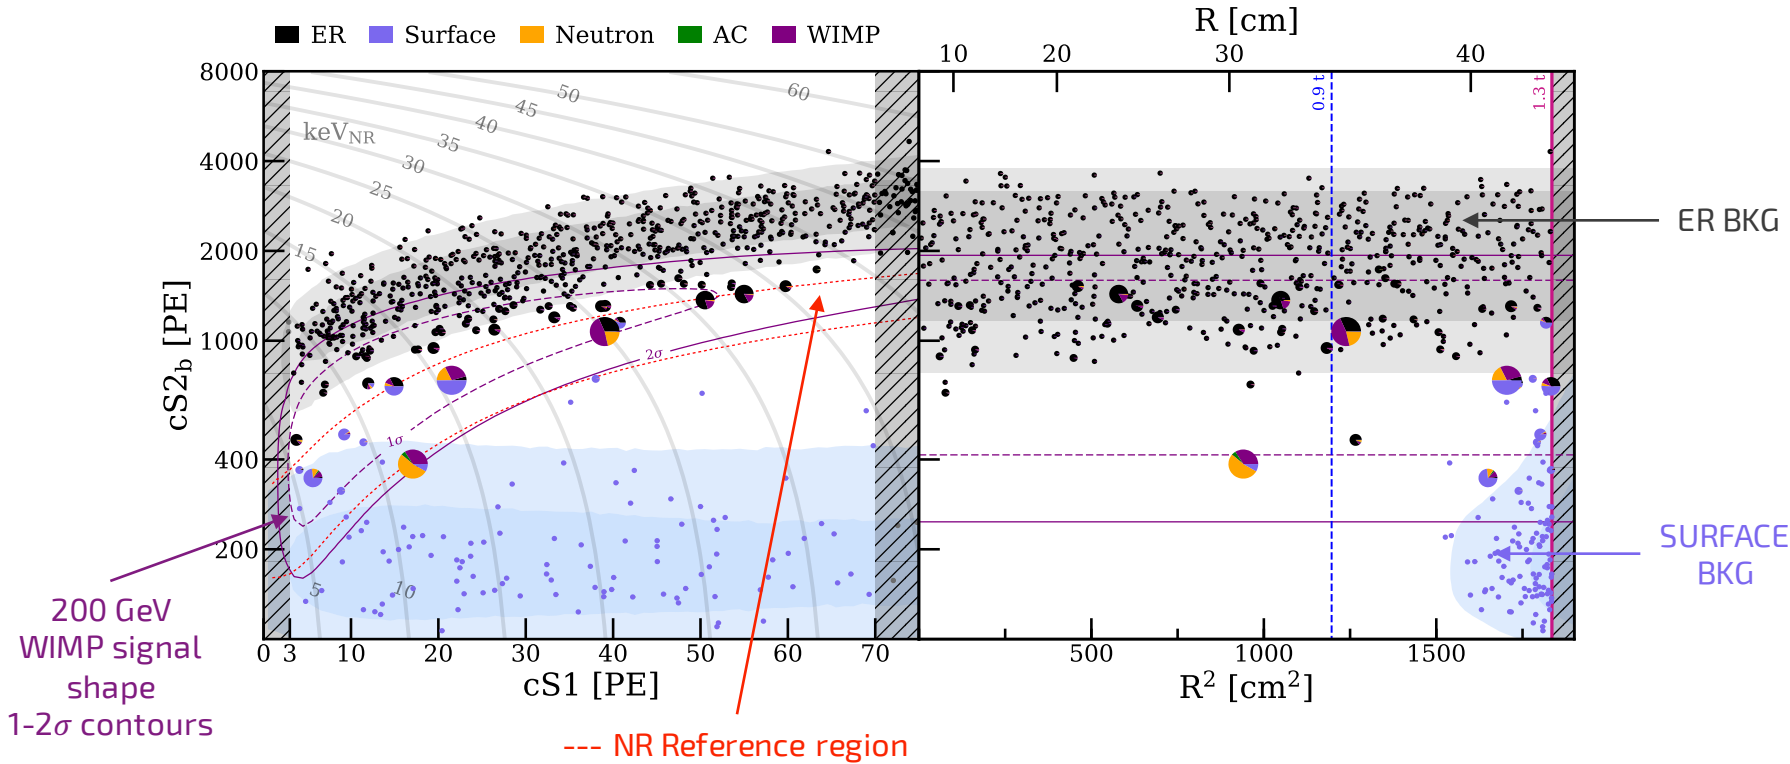 ER Surface Neutron AC WIMP
R [cm]
10 20 30 40
8000
4000
2000
1000
400
200
cS2b [PE]
keVNR
15 20 25 30 35 40 45 50 60
5 10
1σ
2σ
0.9 t
1.3 t
ER BKG
SURFACE
BKG
0 3 10 20 30 40 50 60 70
500 1000 1500
cS1 [PE]
R² [cm²]
200 GeV
WIMP signal
shape
1-2σ contours
--- NR Reference region